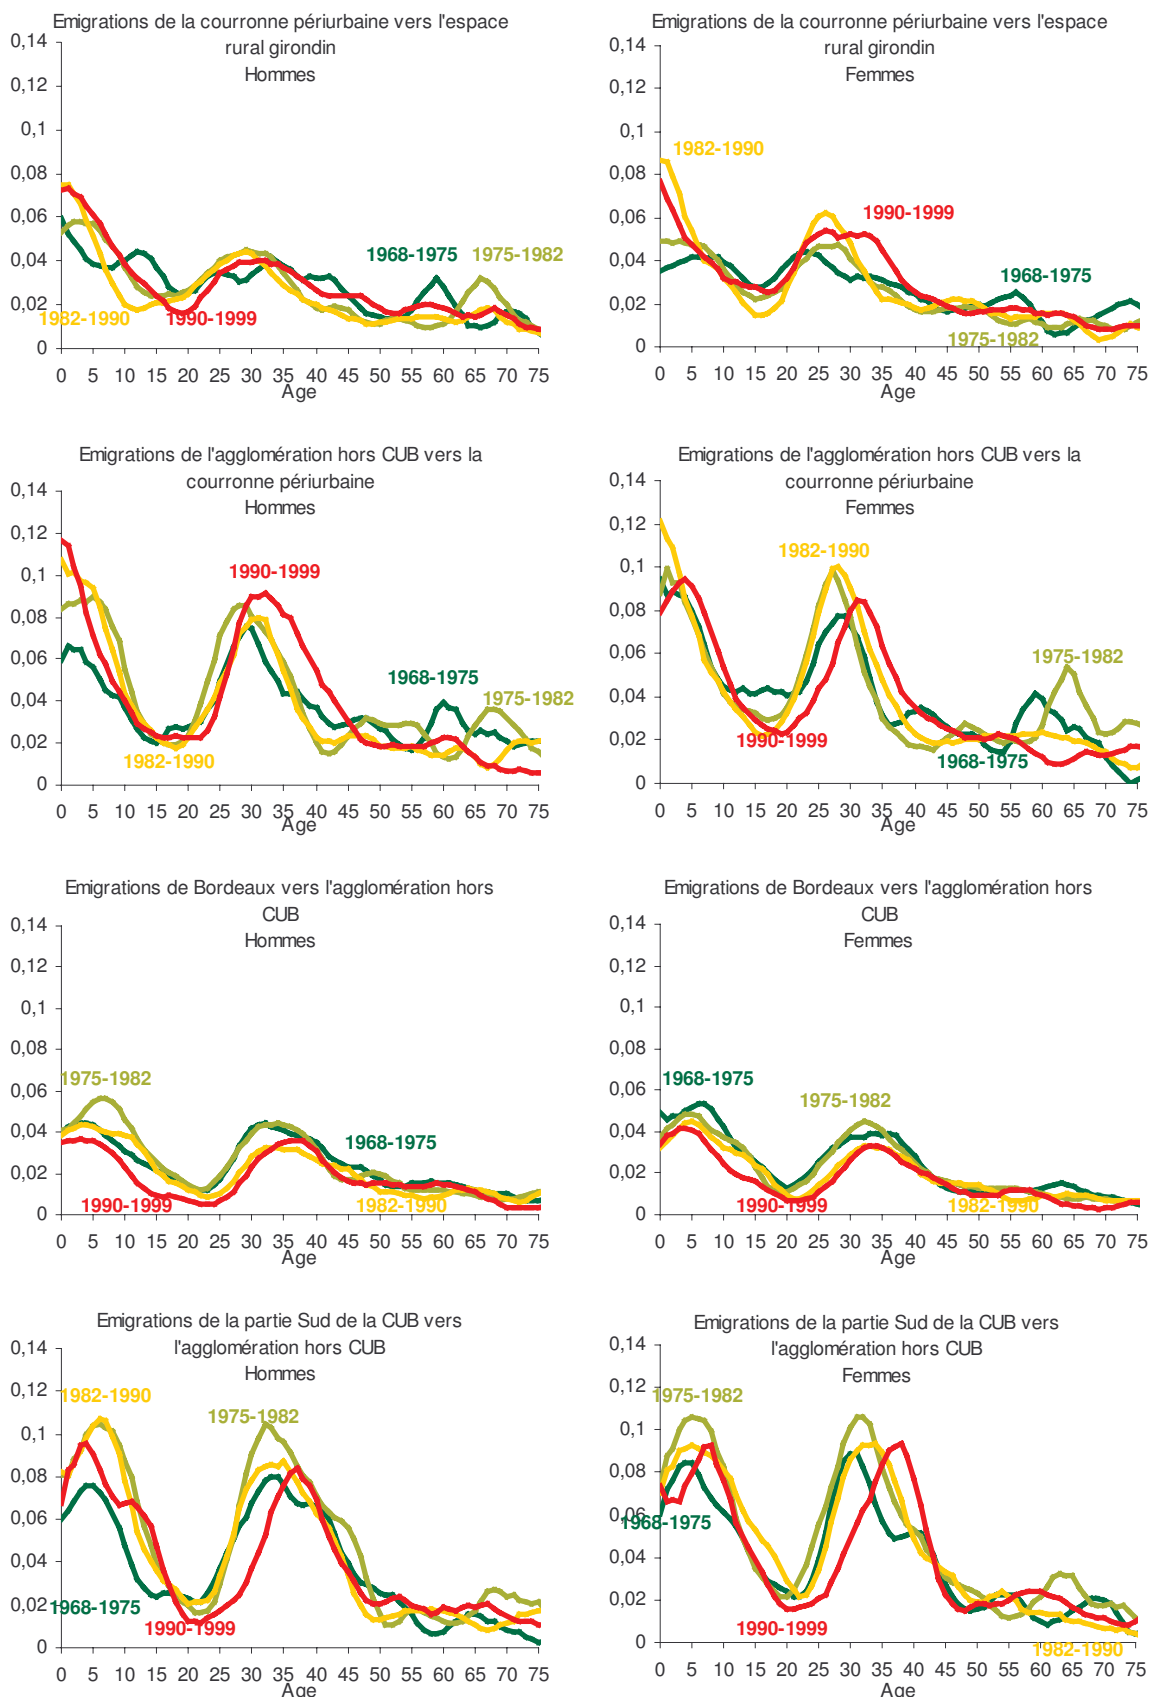 Emigrations de la courronne périurbaine vers l'espace
rural girondin
Hommes
0,14
0,12
0,1
0,08
0,06
0,04
0,02
0
1968-1975
1975-1982
1982-1990
1990-1999
0 5 10 15 20 25 30 35 40 45 50 55 60 65 70 75
Age
Emigrations de la courronne périurbaine vers l'espace
rural girondin
Femmes
0,14
0,12
0,1
0,08
0,06
0,04
0,02
0
1982-1990
1990-1999
1968-1975
1975-1982
0 5 10 15 20 25 30 35 40 45 50 55 60 65 70 75
Age
Emigrations de l'agglomération hors CUB vers la
courronne périurbaine
Hommes
0,14
0,12
0,1
0,08
0,06
0,04
0,02
0
1990-1999
1968-1975
1975-1982
1982-1990
0 5 10 15 20 25 30 35 40 45 50 55 60 65 70 75
Age
Emigrations de l'agglomération hors CUB vers la
courronne périurbaine
Femmes
0,14
0,12
0,1
0,08
0,06
0,04
0,02
0
1982-1990
1975-1982
1990-1999
1968-1975
0 5 10 15 20 25 30 35 40 45 50 55 60 65 70 75
Age
Emigrations de Bordeaux vers l'agglomération hors
CUB
Hommes
0,14
0,12
0,1
0,08
0,06
0,04
0,02
0
1975-1982
1968-1975
1990-1999
1982-1990
0 5 10 15 20 25 30 35 40 45 50 55 60 65 70 75
Age
Emigrations de Bordeaux vers l'agglomération hors
CUB
Femmes
0,14
0,12
0,1
0,08
0,06
0,04
0,02
0
1968-1975
1975-1982
1990-1999
1982-1990
0 5 10 15 20 25 30 35 40 45 50 55 60 65 70 75
Age
Emigrations de la partie Sud de la CUB vers
l'agglomération hors CUB
Hommes
0,14
0,12
0,1
0,08
0,06
0,04
0,02
0
1982-1990
1975-1982
1968-1975
1990-1999
0 5 10 15 20 25 30 35 40 45 50 55 60 65 70 75
Age
Emigrations de la partie Sud de la CUB vers
l'agglomération hors CUB
Femmes
0,14
0,12
0,1
0,08
0,06
0,04
0,02
0
1975-1982
1968-1975
1990-1999
1982-1990
0 5 10 15 20 25 30 35 40 45 50 55 60 65 70 75
Age